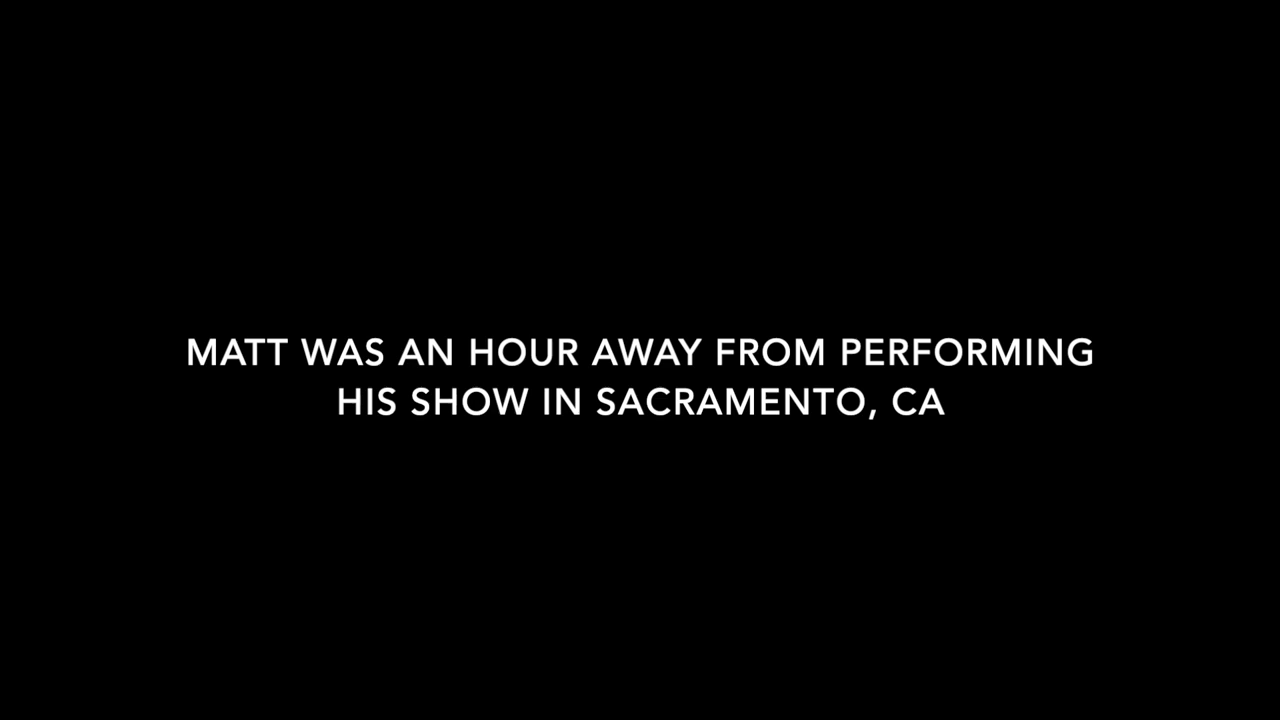 MATT WAS AN HOUR AWAY FROM PERFORMING
HIS SHOW IN SACRAMENTO, CA